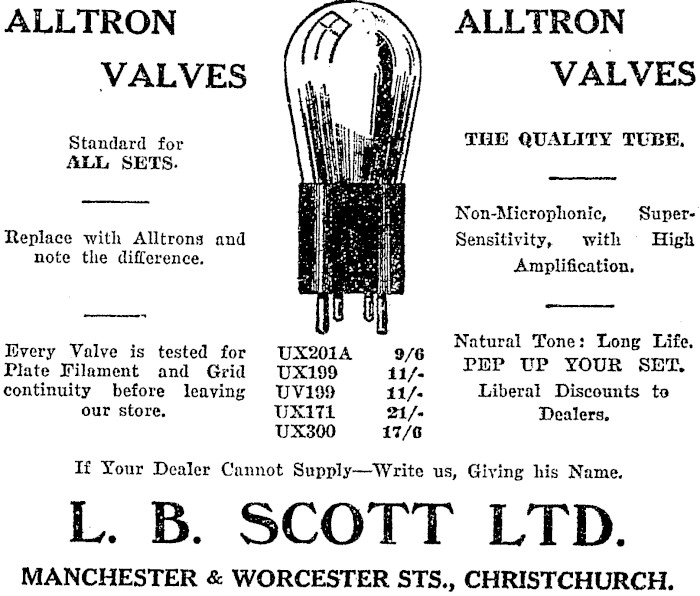 ALLTRON
VALVES
Standard for
ALL SETS.
Replace with Alltrons and
note the difference.
Every Valve is tested for
Plate Filament and Grid
continuity before leaving
our store.
UX201A 9/6
UX199 11/-
UV199 11/-
UX171 21/-
UX300 17/6
ALLTRON
VALVES
THE QUALITY TUBE.
Non-Microphonic, Super-
Sensitivity, with High
Amplification.
Natural Tone: Long Life.
PEP UP YOUR SET.
Liberal Discounts to
Dealers.
If Your Dealer Cannot Supply—Write us, Giving his Name.
L. B. SCOTT LTD.
MANCHESTER & WORCESTER STS., CHRISTCHURCH.